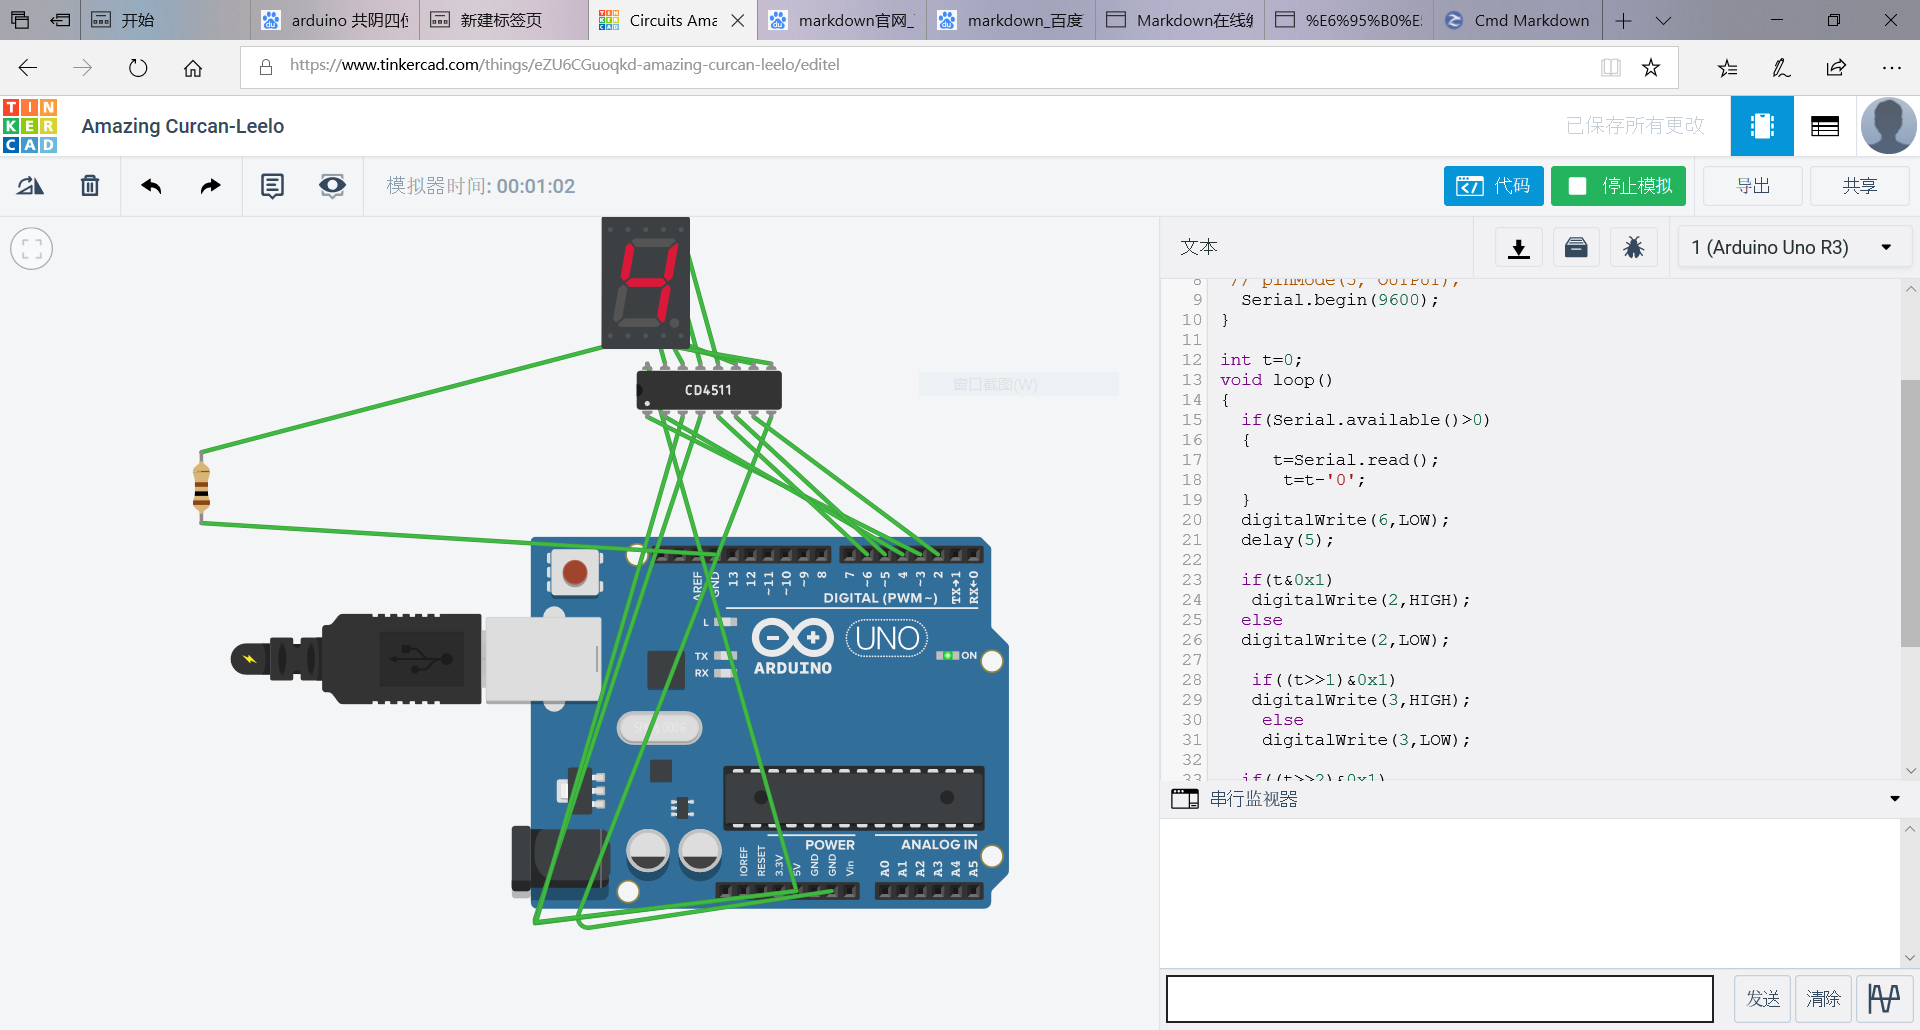 开始
arduino 共阴四位
新建标签页
Circuits Ama
markdown官网_
markdown_百度
Markdown在线编
%E6%95%B0%E
Cmd Markdown
https://www.tinkercad.com/things/eZU6CGuoqkd-amazing-curcan-leelo/editel
TIN
KER
CAD
Amazing Curcan-Leelo
已保存所有更改
模拟器时间: 00:01:02
代码
停止模拟
导出
共享
文本
1 (Arduino Uno R3)
8 // pinMode(5, OUTPUT);
9 Serial.begin(9600);
10 }
11
12 int t=0;
13 void loop()
14 {
15 if(Serial.available()>0)
16 {
17 t=Serial.read();
18 t=t-'0';
19 }
20 digitalWrite(6,LOW);
21 delay(5);
22
23 if(t&0x1)
24 digitalWrite(2,HIGH);
25 else
26 digitalWrite(2,LOW);
27
28 if((t>>1)&0x1)
29 digitalWrite(3,HIGH);
30 else
31 digitalWrite(3,LOW);
32
33 if((t>>2)&0x1)
串行监视器
发送
清除
4
CD4511
窗口截图(W)
AREF
GND
13
12
~11
~10
~9
8
7
~6
~5
4
~3
2
TX→1
RX←0
DIGITAL (PWM~)
L
TX
RX
ARDUINO
UNO
ON
POWER
ANALOG IN
IOREF
RESET
3.3V
5V
GND
GND
Vin
A0
A1
A2
A3
A4
A5